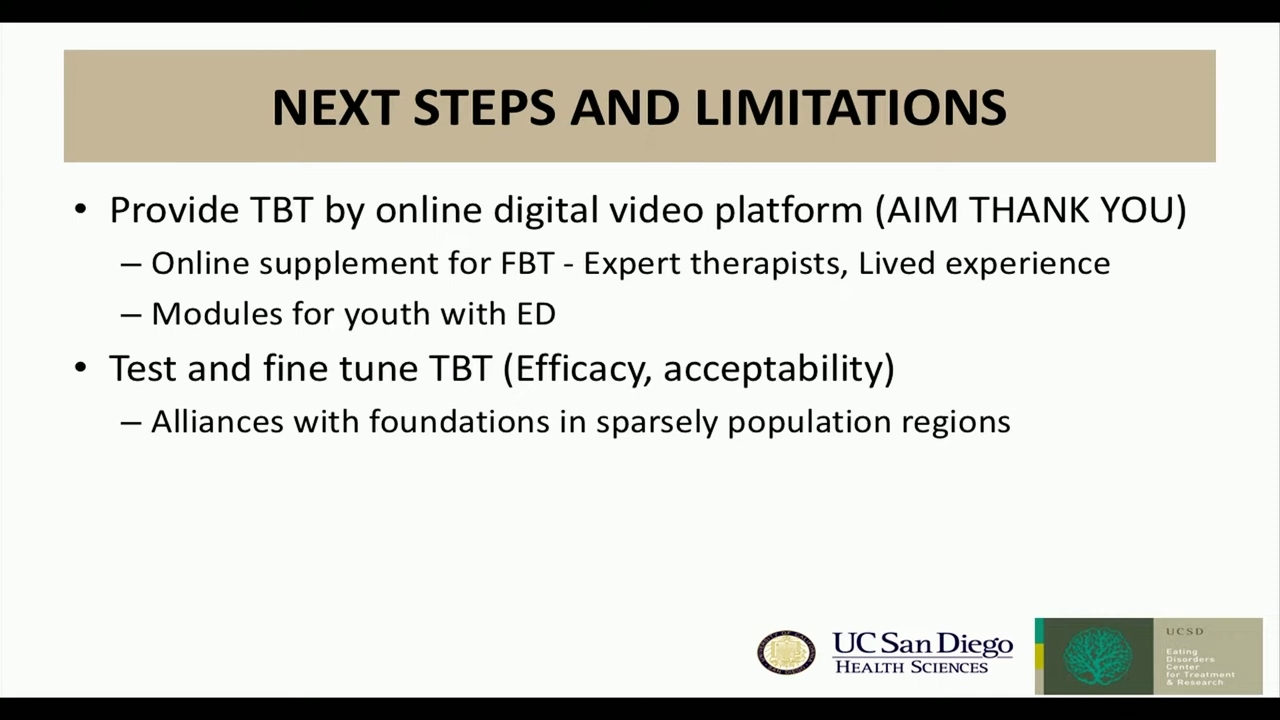 NEXT STEPS AND LIMITATIONS
• Provide TBT by online digital video platform (AIM THANK YOU)
– Online supplement for FBT - Expert therapists, Lived experience
– Modules for youth with ED
• Test and fine tune TBT (Efficacy, acceptability)
– Alliances with foundations in sparsely population regions
UC San Diego
HEALTH SCIENCES
UCSD
Eating
Disorders
Center
for Treatment
& Research